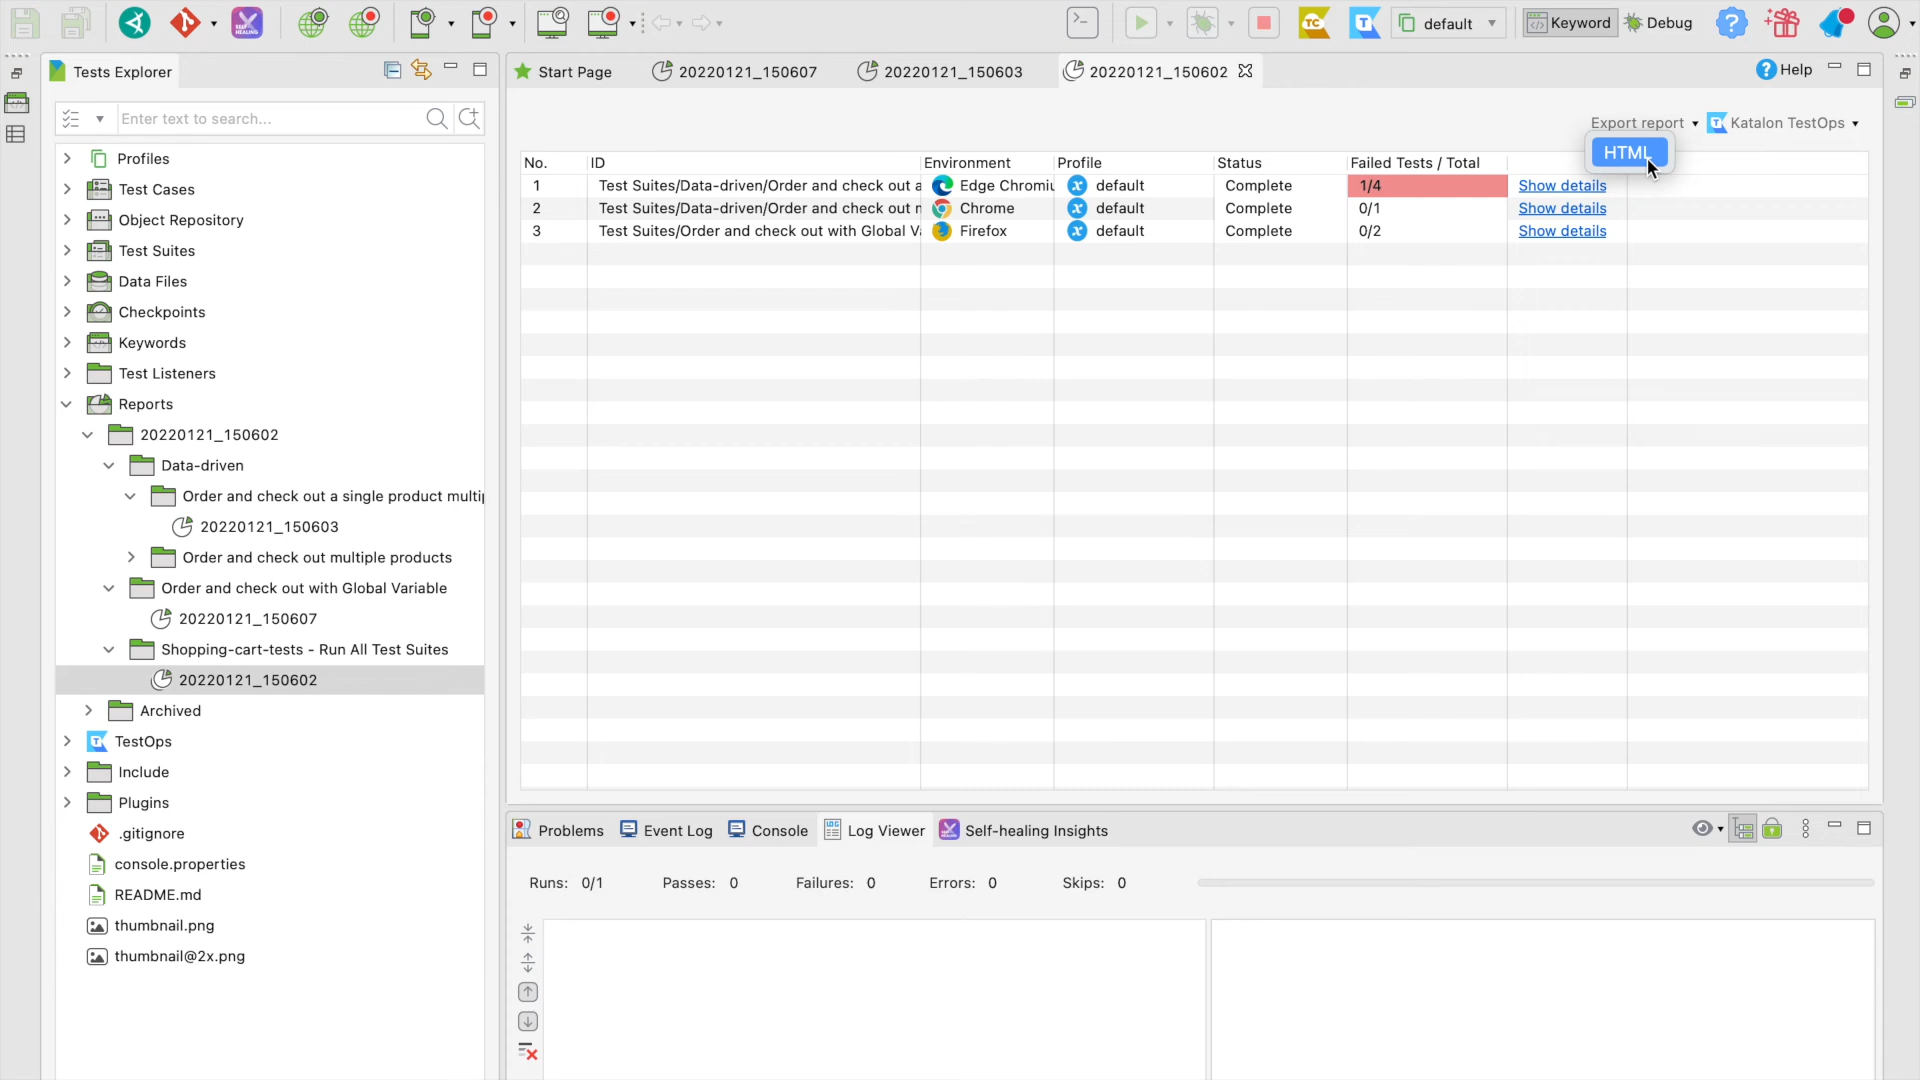 default
Keyword
Debug
Tests Explorer
Start Page
20220121_150607
20220121_150603
20220121_150602
Help
Enter text to search...
Export report
Katalon TestOps
HTML
No.
ID
Environment
Profile
Status
Failed Tests / Total
1
Test Suites/Data-driven/Order and check out a
Edge Chromiu
default
Complete
1/4
Show details
2
Test Suites/Data-driven/Order and check out
Chrome
default
Complete
0/1
Show details
3
Test Suites/Order and check out with Global Va
Firefox
default
Complete
0/2
Show details
Profiles
Test Cases
Object Repository
Test Suites
Data Files
Checkpoints
Keywords
Test Listeners
Reports
20220121_150602
Data-driven
Order and check out a single product multip
20220121_150603
Order and check out multiple products
Order and check out with Global Variable
20220121_150607
Shopping-cart-tests - Run All Test Suites
20220121_150602
Archived
TestOps
Include
Plugins
.gitignore
console.properties
README.md
thumbnail.png
thumbnail@2x.png
Problems
Event Log
Console
Log Viewer
Self-healing Insights
Runs: 0/1
Passes: 0
Failures: 0
Errors: 0
Skips: 0